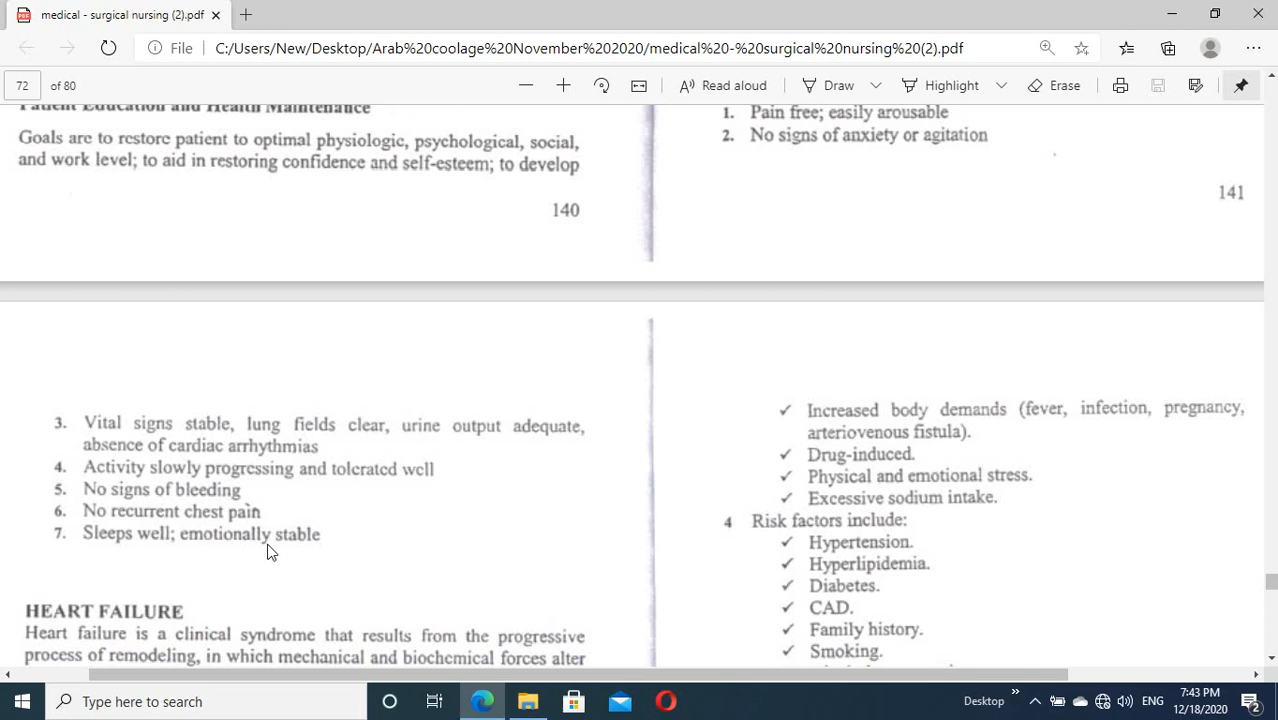 medical - surgical nursing (2).pdf
File C:/Users/New/Desktop/Arab%20coolage%20November%202020/medical%20-%20surgical%20nursing%20(2).pdf
72 of 80 Read aloud Draw Highlight Erase
Patient Education and Health Maintenance
Goals are to restore patient to optimal physiologic, psychological, social,
and work level; to aid in restoring confidence and self-esteem; to develop
140
1. Pain free; easily arousable
2. No signs of anxiety or agitation
141
3. Vital signs stable, lung fields clear, urine output adequate,
absence of cardiac arrhythmias
4. Activity slowly progressing and tolerated well
5. No signs of bleeding
6. No recurrent chest pain
7. Sleeps well; emotionally stable
HEART FAILURE
Heart failure is a clinical syndrome that results from the progressive
process of remodeling, in which mechanical and biochemical forces alter
✓ Increased body demands (fever, infection, pregnancy,
arteriovenous fistula).
✓ Drug-induced.
✓ Physical and emotional stress.
✓ Excessive sodium intake.
4 Risk factors include:
✓ Hypertension.
✓ Hyperlipidemia.
✓ Diabetes.
✓ CAD.
✓ Family history.
✓ Smoking.
Type here to search
Desktop
ENG
7:43 PM
12/18/2020
2